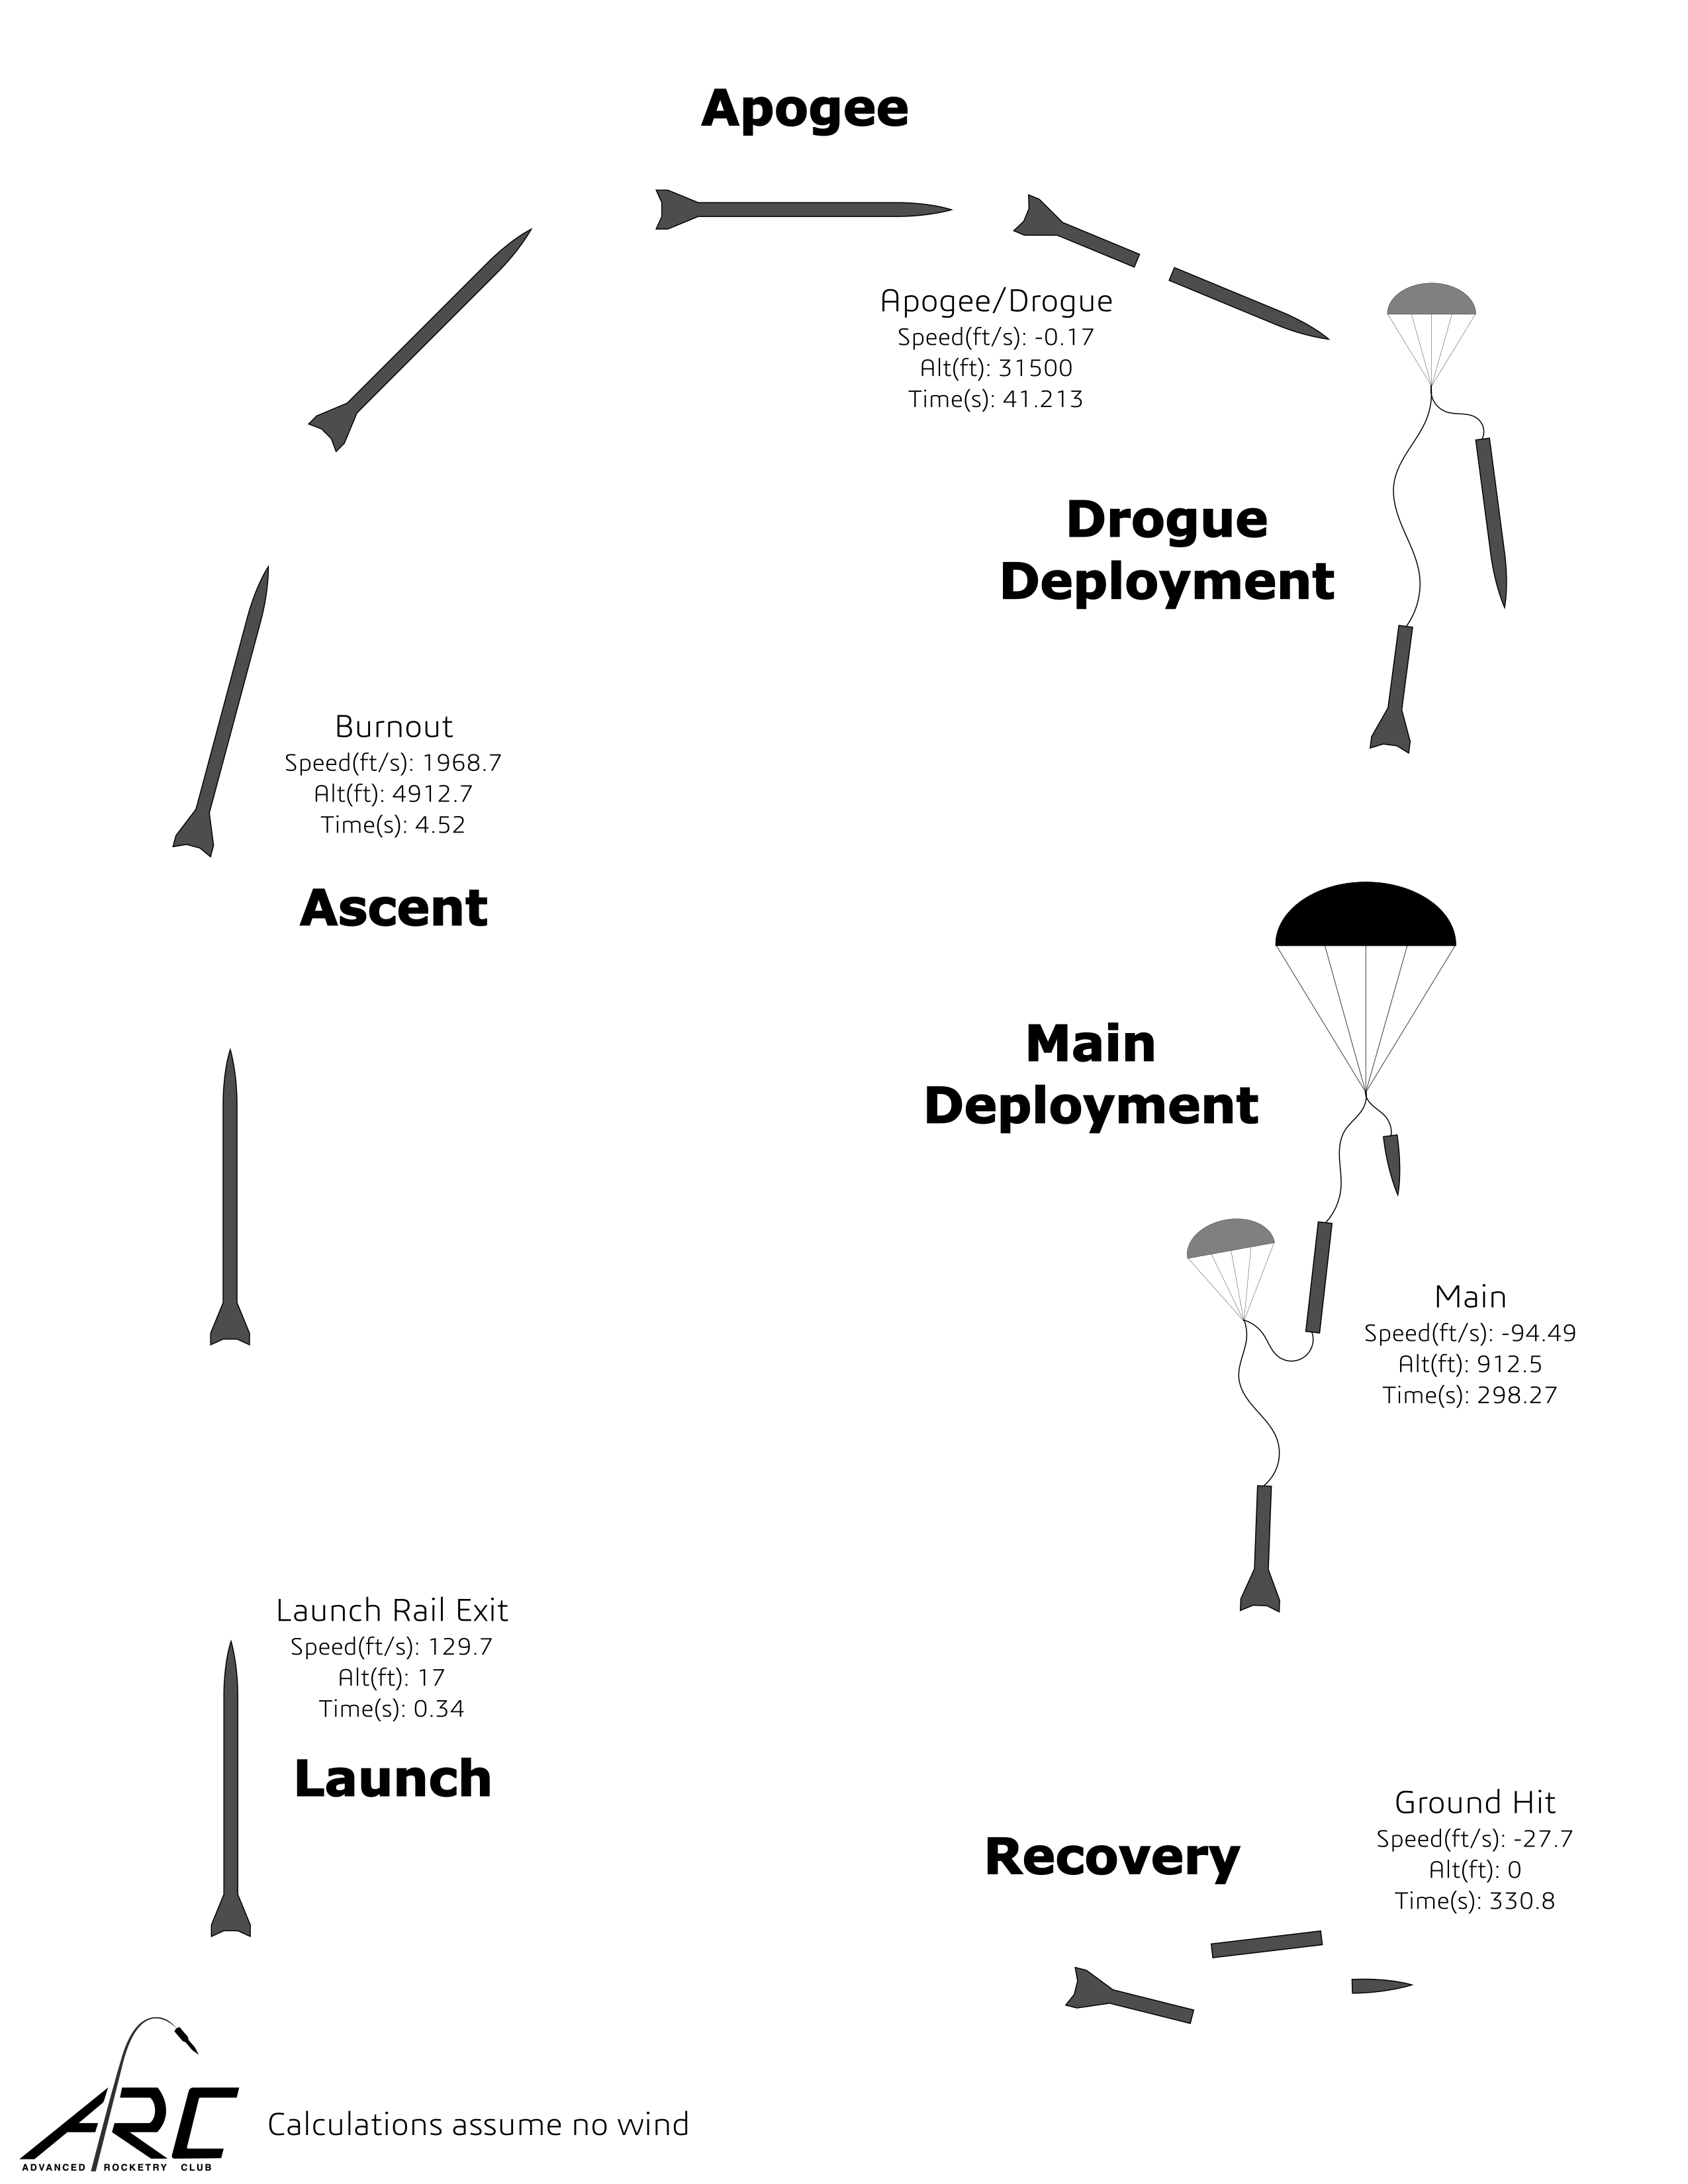 Apogee
Apogee/Drogue
Speed(ft/s): -0.17
Alt(ft): 31500
Time(s): 41.213
Drogue
Deployment
Burnout
Speed(ft/s): 1968.7
Alt(ft): 4912.7
Time(s): 4.52
Ascent
Main
Deployment
Main
Speed(ft/s): -94.49
Alt(ft): 912.5
Time(s): 298.27
Launch Rail Exit
Speed(ft/s): 129.7
Alt(ft): 17
Time(s): 0.34
Launch
Ground Hit
Speed(ft/s): -27.7
Alt(ft): 0
Time(s): 330.8
Recovery
ARC
ADVANCED ROCKETRY CLUB
Calculations assume no wind